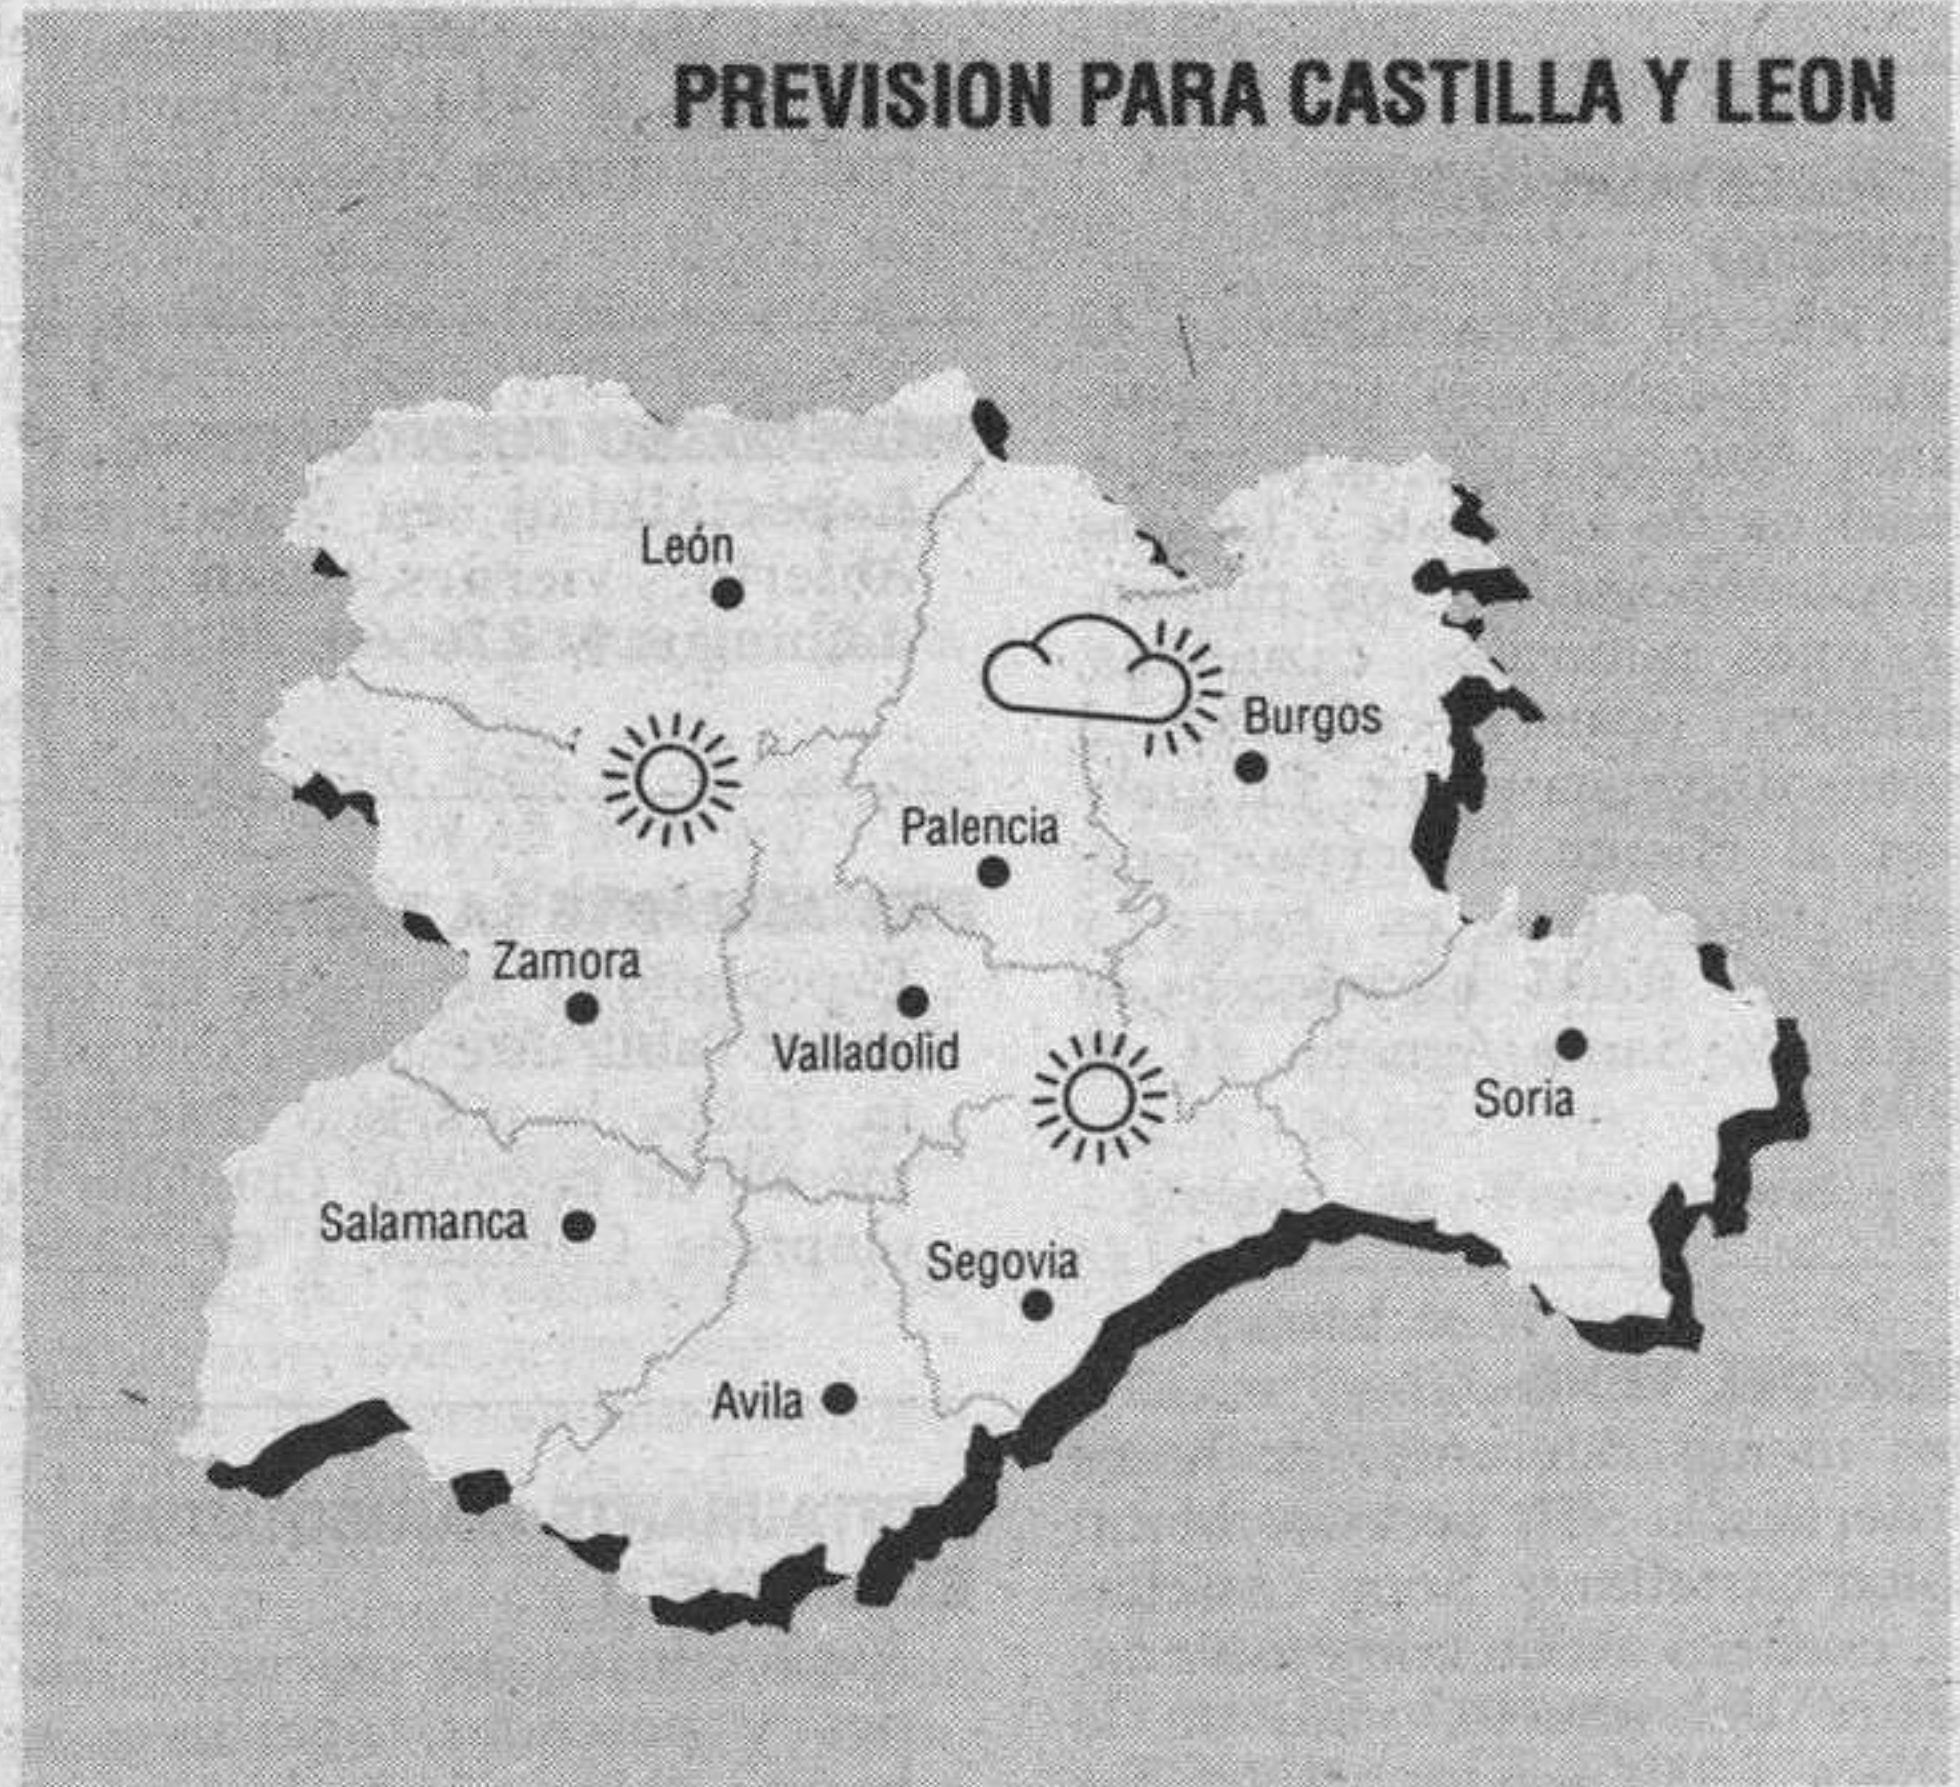 PREVISION PARA CASTILLA Y LEON
León
Burgos
Palencia
Zamora
Valladolid
Soria
Salamanca
Segovia
Avila